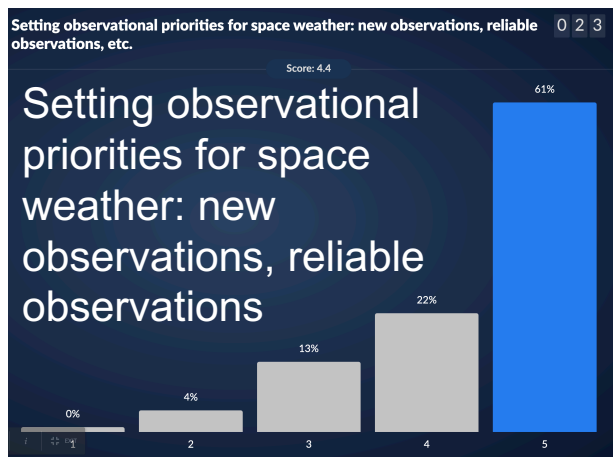 Setting observational priorities for space weather: new observations, reliable
observations, etc.
0 2 3
Score: 4.4
Setting observational
priorities for space
weather: new
observations, reliable
observations
61%
22%
13%
4%
0%
1 2 3 4 5